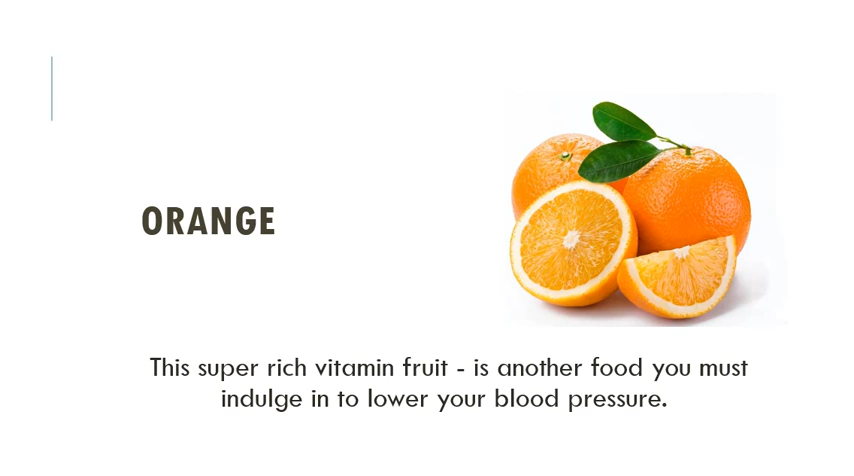 ORANGE
This super rich vitamin fruit - is another food you must
indulge in to lower your blood pressure.